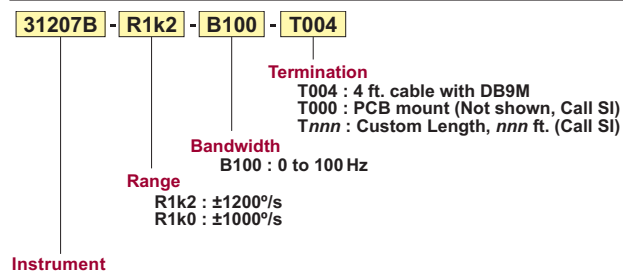 31207B - R1k2 - B100 - T004
Termination
T004 : 4 ft. cable with DB9M
T000 : PCB mount (Not shown, Call SI)
Tnnn : Custom Length, nnn ft. (Call SI)
Bandwidth
B100 : 0 to 100 Hz
Range
R1k2 : ±1200º/s
R1k0 : ±1000º/s
Instrument